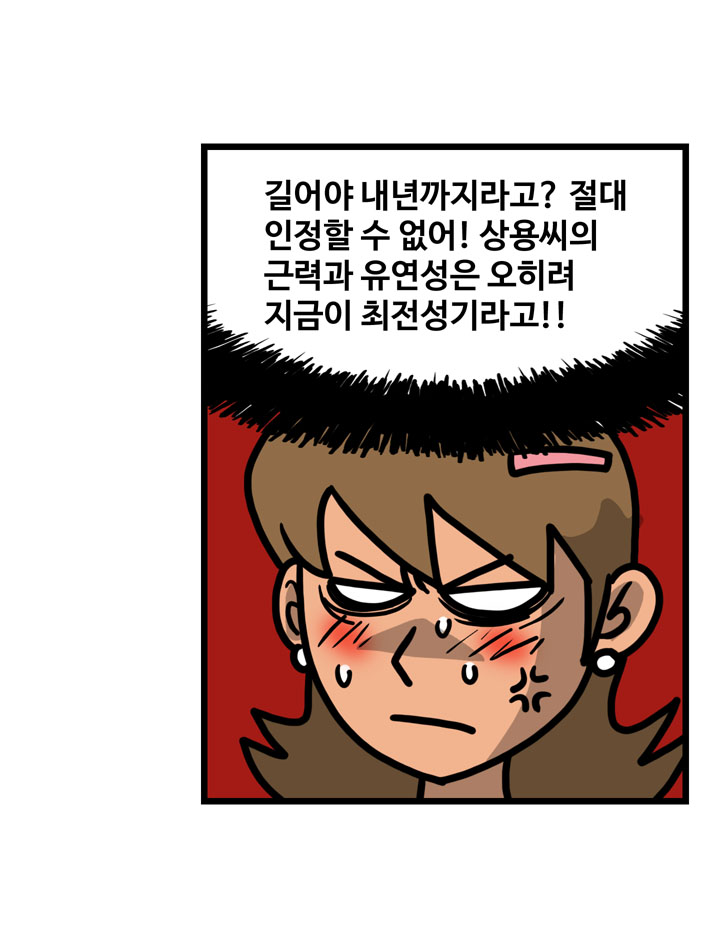 길어야 내년까지라고? 절대
인정할 수 없어! 상용씨의
근력과 유연성은 오히려
지금이 최전성기라고!!